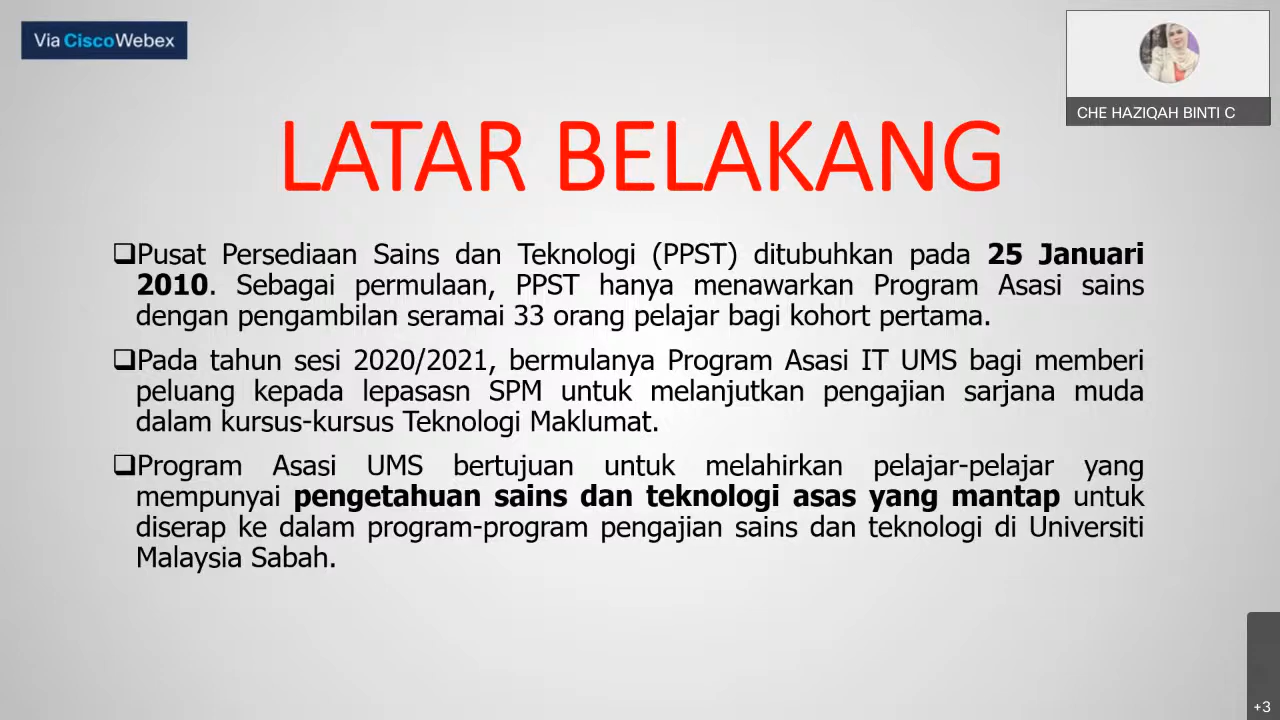 Via Cisco Webex
CHE HAZIQAH BINTI C
LATAR BELAKANG
❑Pusat Persediaan Sains dan Teknologi (PPST) ditubuhkan pada 25 Januari
2010. Sebagai permulaan, PPST hanya menawarkan Program Asasi sains
dengan pengambilan seramai 33 orang pelajar bagi kohort pertama.
❑Pada tahun sesi 2020/2021, bermulanya Program Asasi IT UMS bagi memberi
peluang kepada lepasasn SPM untuk melanjutkan pengajian sarjana muda
dalam kursus-kursus Teknologi Maklumat.
❑Program Asasi UMS bertujuan untuk melahirkan pelajar-pelajar yang
mempunyai pengetahuan sains dan teknologi asas yang mantap untuk
diserap ke dalam program-program pengajian sains dan teknologi di Universiti
Malaysia Sabah.
+3